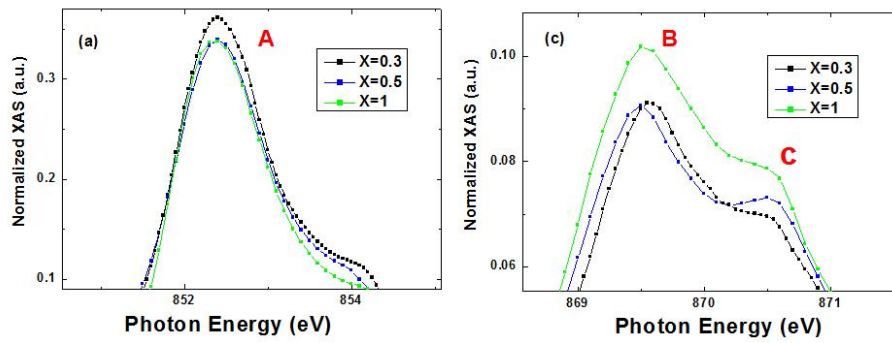 (a)
A
X=0.3
X=0.5
X=1
Normalized XAS (a.u.)
0.3
0.2
0.1
852
854
Photon Energy (eV)
(c)
B
C
X=0.3
X=0.5
X=1
Normalized XAS (a.u.)
0.10
0.08
0.06
869
870
871
Photon Energy (eV)